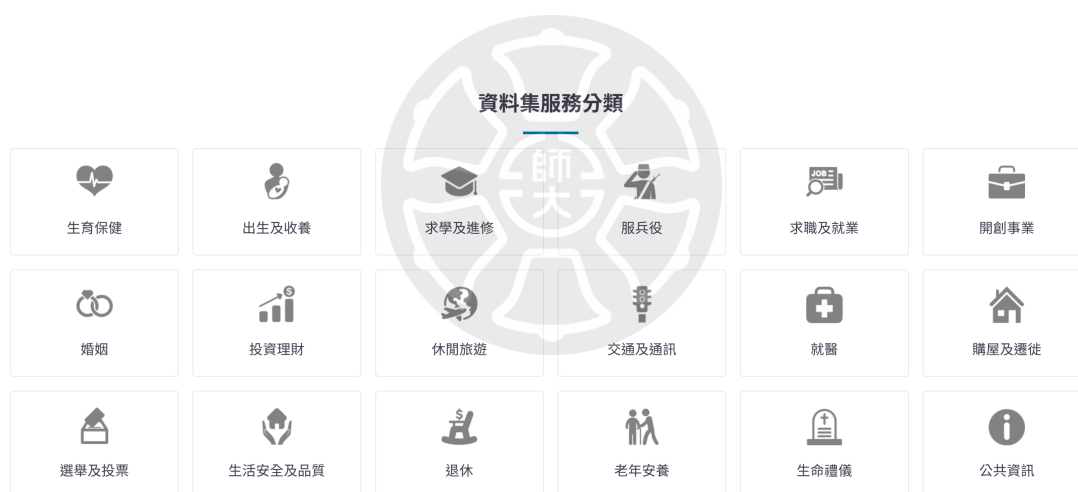 資料集服務分類
師
大
JOB
生育保健
出生及收養
求學及進修
服兵役
求職及就業
開創事業
$
婚姻
投資理財
休閒旅遊
交通及通訊
就醫
購屋及遷徙
$
選舉及投票
生活安全及品質
退休
老年安養
生命禮儀
公共資訊